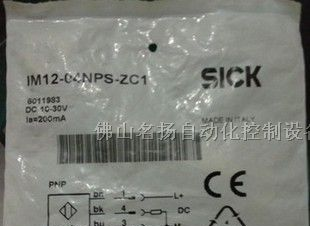 IM12-04NPS-ZC1
SICK
6011983
DC 10-30V
Ia=200mA
MADE IN ITALY
佛山名扬自动化控制设
PNP
CE
bn 1 L+
bk 4 DC
bu 3 M